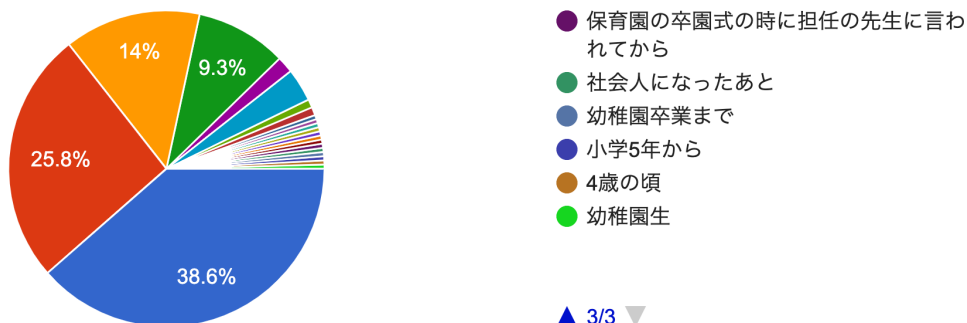 14%
9.3%
25.8%
38.6%
保育園の卒園式の時に担任の先生に言わ
れてから
社会人になったあと
幼稚園卒業まで
小学5年から
4歳の頃
幼稚園生
3/3